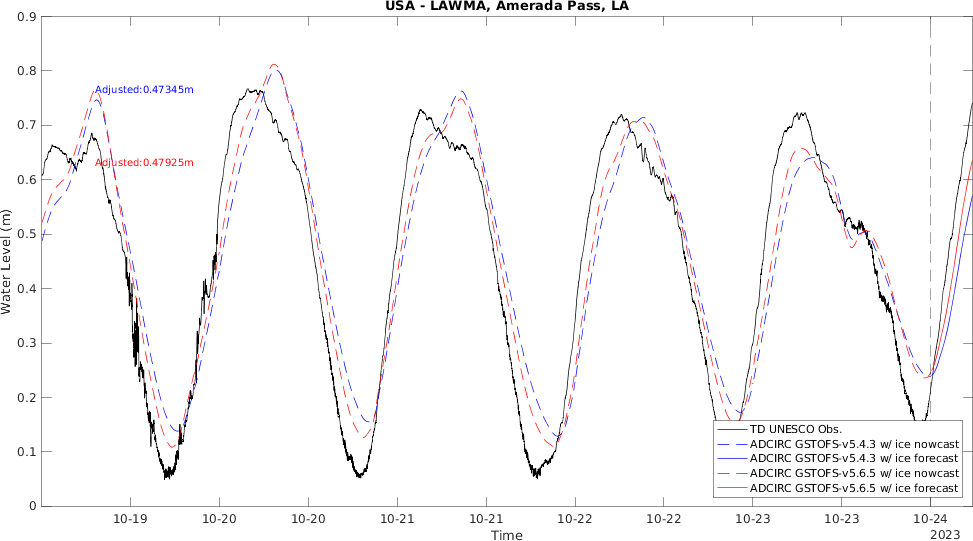 USA - LAWMA, Amerada Pass, LA
0.9
0.8
0.7
0.6
0.5
0.4
0.3
0.2
0.1
0
Water Level (m)
Adjusted:0.47345m
Adjusted:0.47925m
TD UNESCO Obs.
ADCIRC GSTOFS-v5.4.3 w/ ice nowcast
ADCIRC GSTOFS-v5.4.3 w/ ice forecast
ADCIRC GSTOFS-v5.6.5 w/ ice nowcast
ADCIRC GSTOFS-v5.6.5 w/ ice forecast
10-19 10-20 10-20 10-21 10-21 10-22 10-22 10-23 10-23 10-24
Time
2023